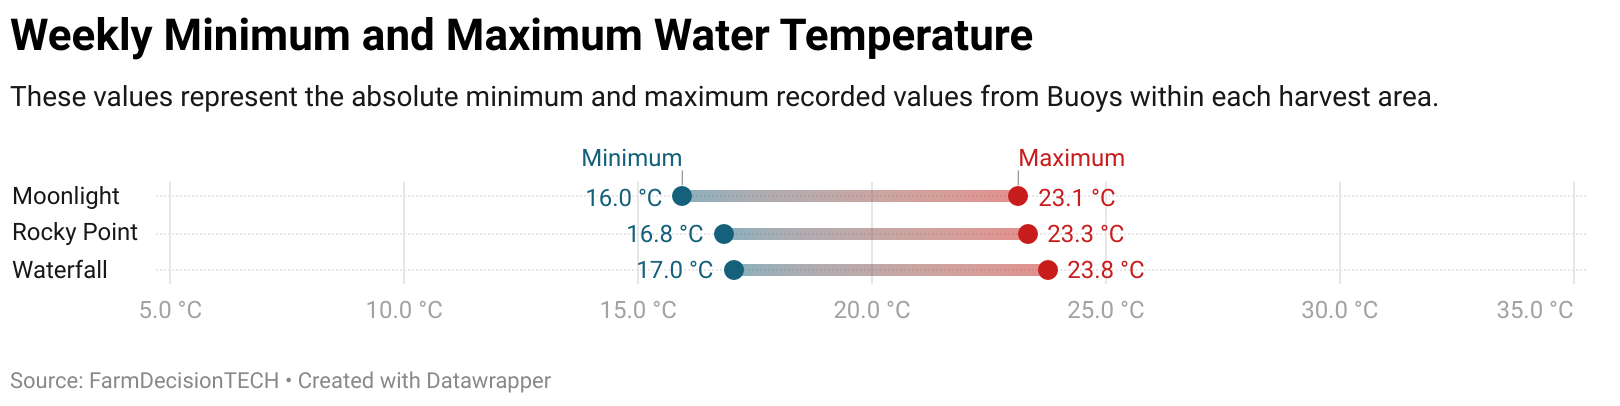 Weekly Minimum and Maximum Water Temperature
These values represent the absolute minimum and maximum recorded values from Buoys within each harvest area.
Minimum Maximum
Moonlight 16.0 °C 23.1 °C
Rocky Point 16.8 °C 23.3 °C
Waterfall 17.0 °C 23.8 °C
5.0 °C 10.0 °C 15.0 °C 20.0 °C 25.0 °C 30.0 °C 35.0 °C
Source: FarmDecisionTECH • Created with Datawrapper